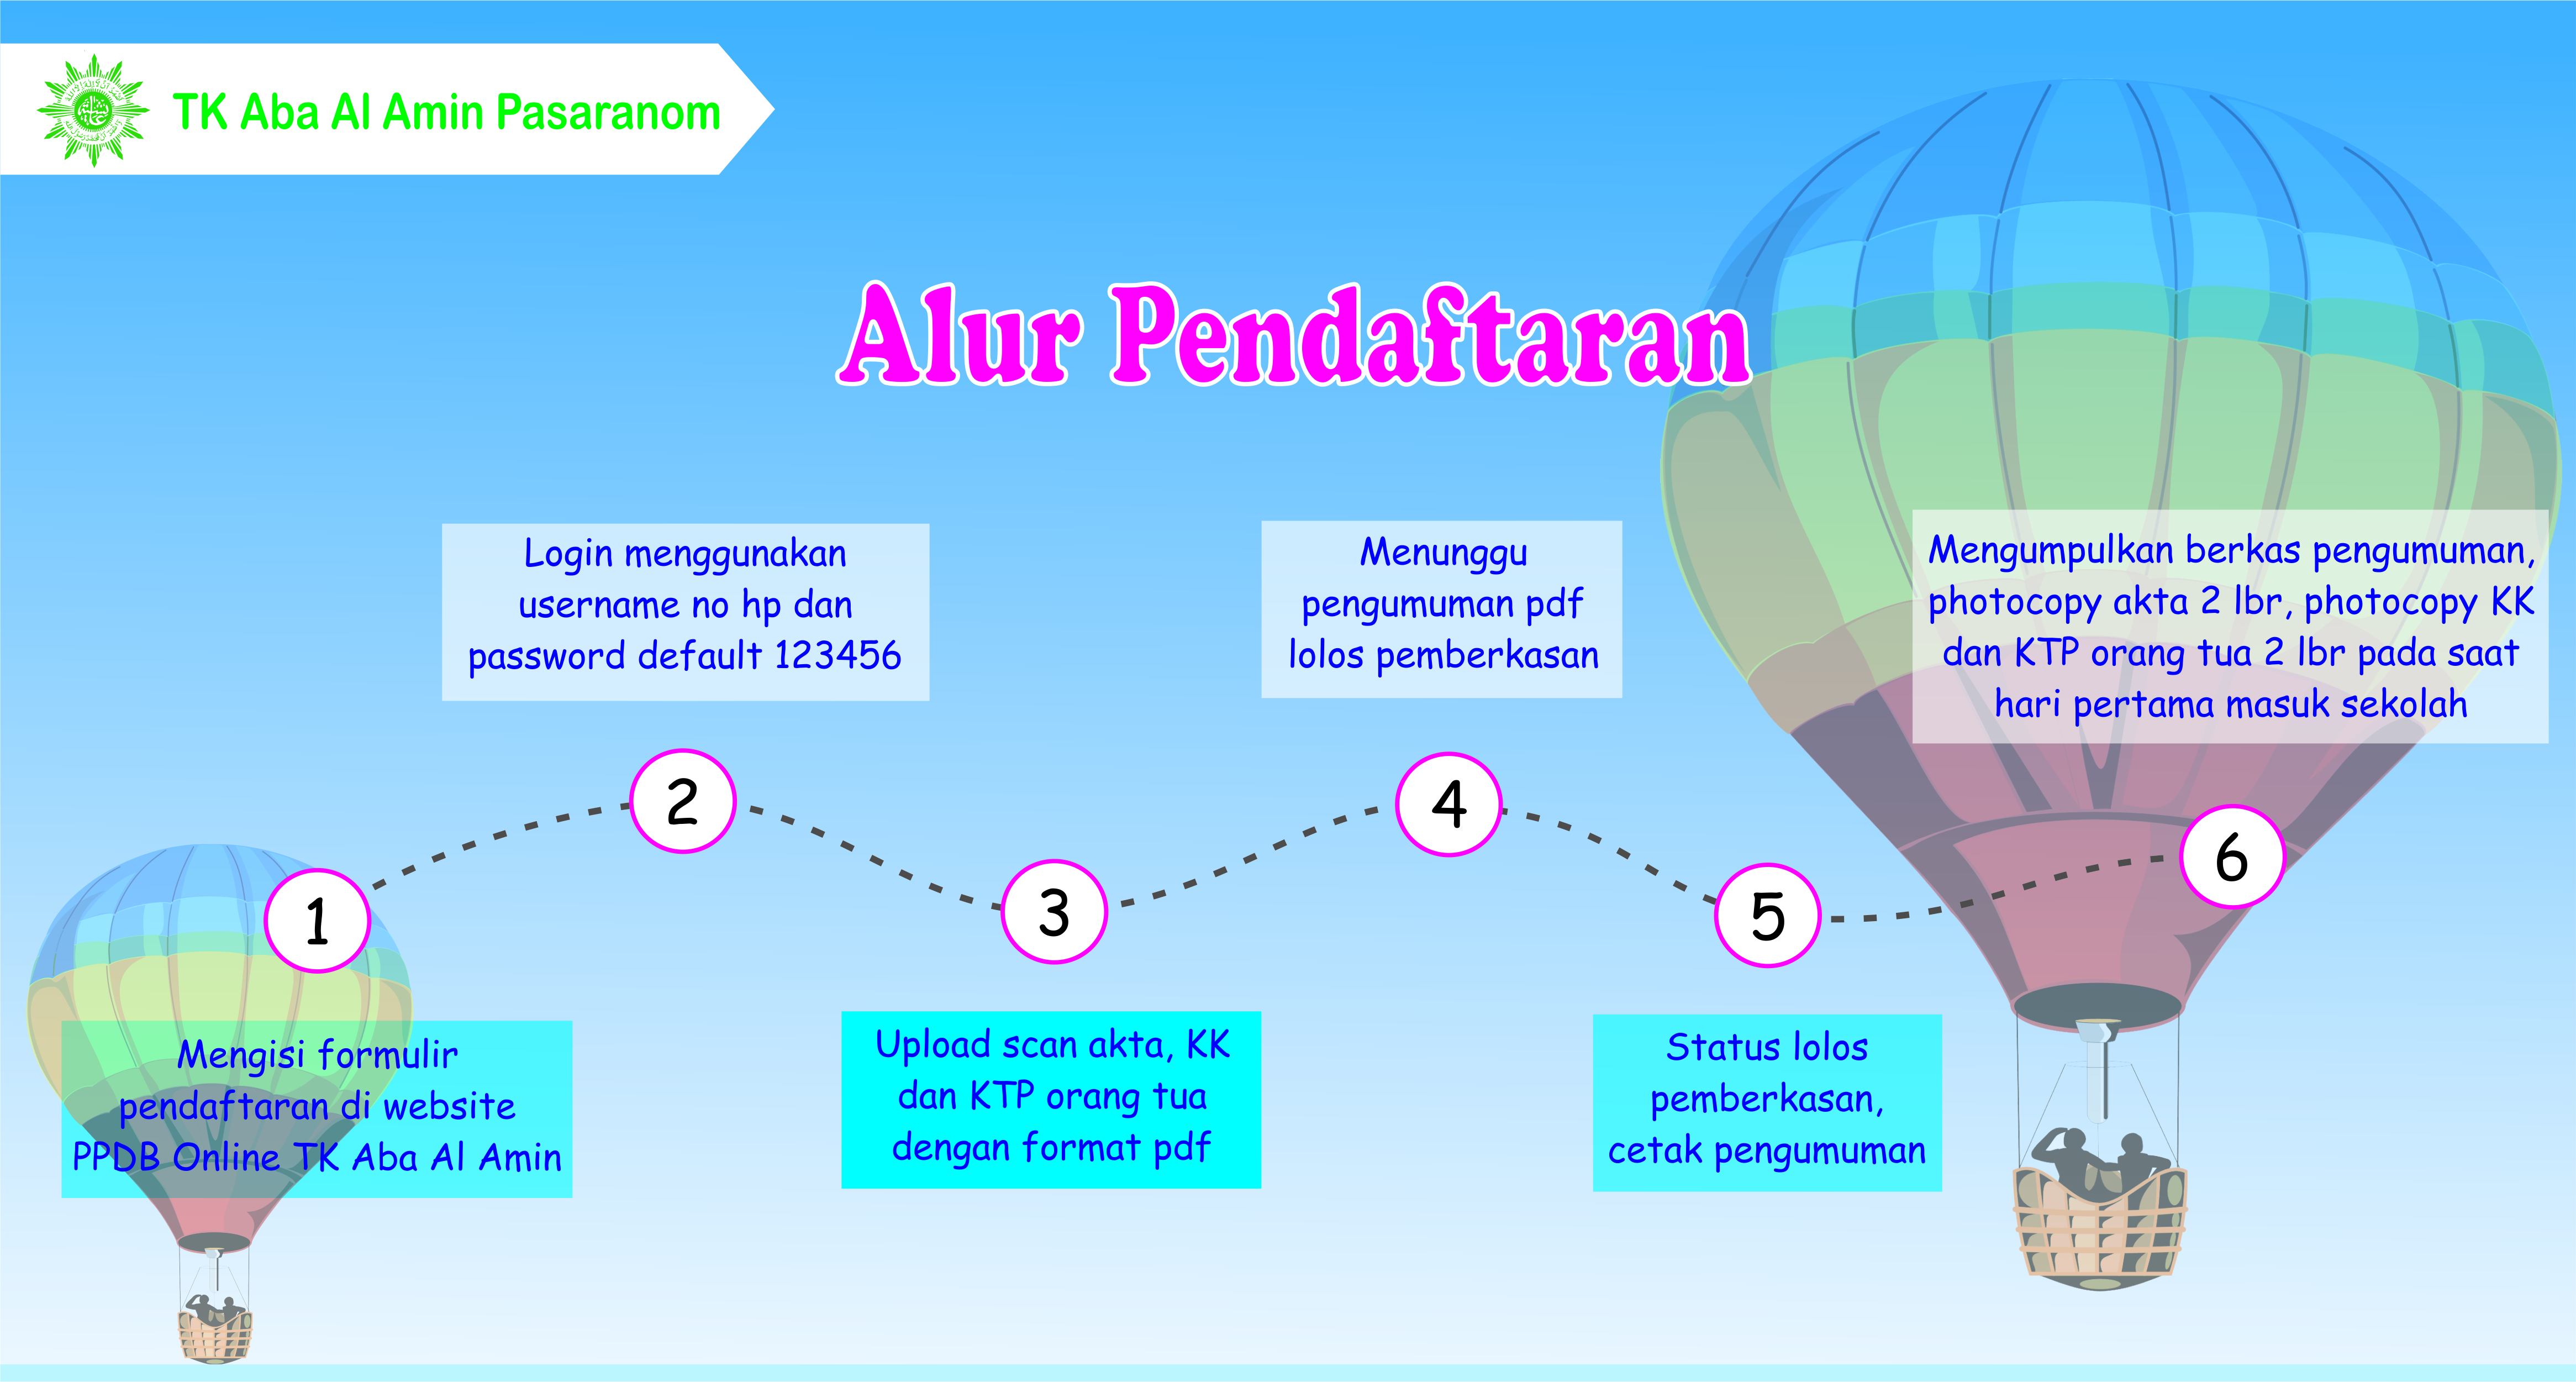 TK Aba Al Amin Pasaranom
Alur Pendaftaran
1
Mengisi formulir
pendaftaran di website
PPDB Online TK Aba Al Amin
2
Login menggunakan
username no hp dan
password default 123456
3
Upload scan akta, KK
dan KTP orang tua
dengan format pdf
4
Menunggu
pengumuman pdf
lolos pemberkasan
5
Status lolos
pemberkasan,
cetak pengumuman
6
Mengumpulkan berkas pengumuman,
photocopy akta 2 lbr, photocopy KK
dan KTP orang tua 2 lbr pada saat
hari pertama masuk sekolah